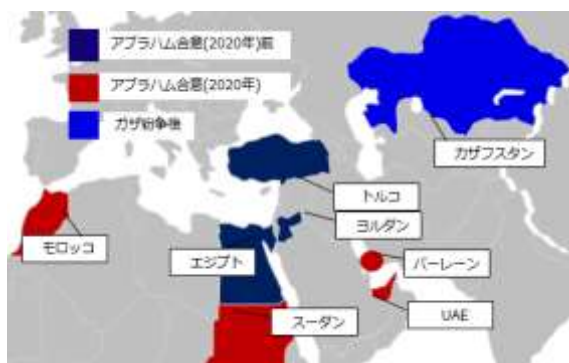 アブラハム合意(2020年)前
アブラハム合意(2020年)
ガザ紛争後
カザフスタン
トルコ
ヨルダン
モロッコ
エジプト
バーレーン
スーダン
UAE